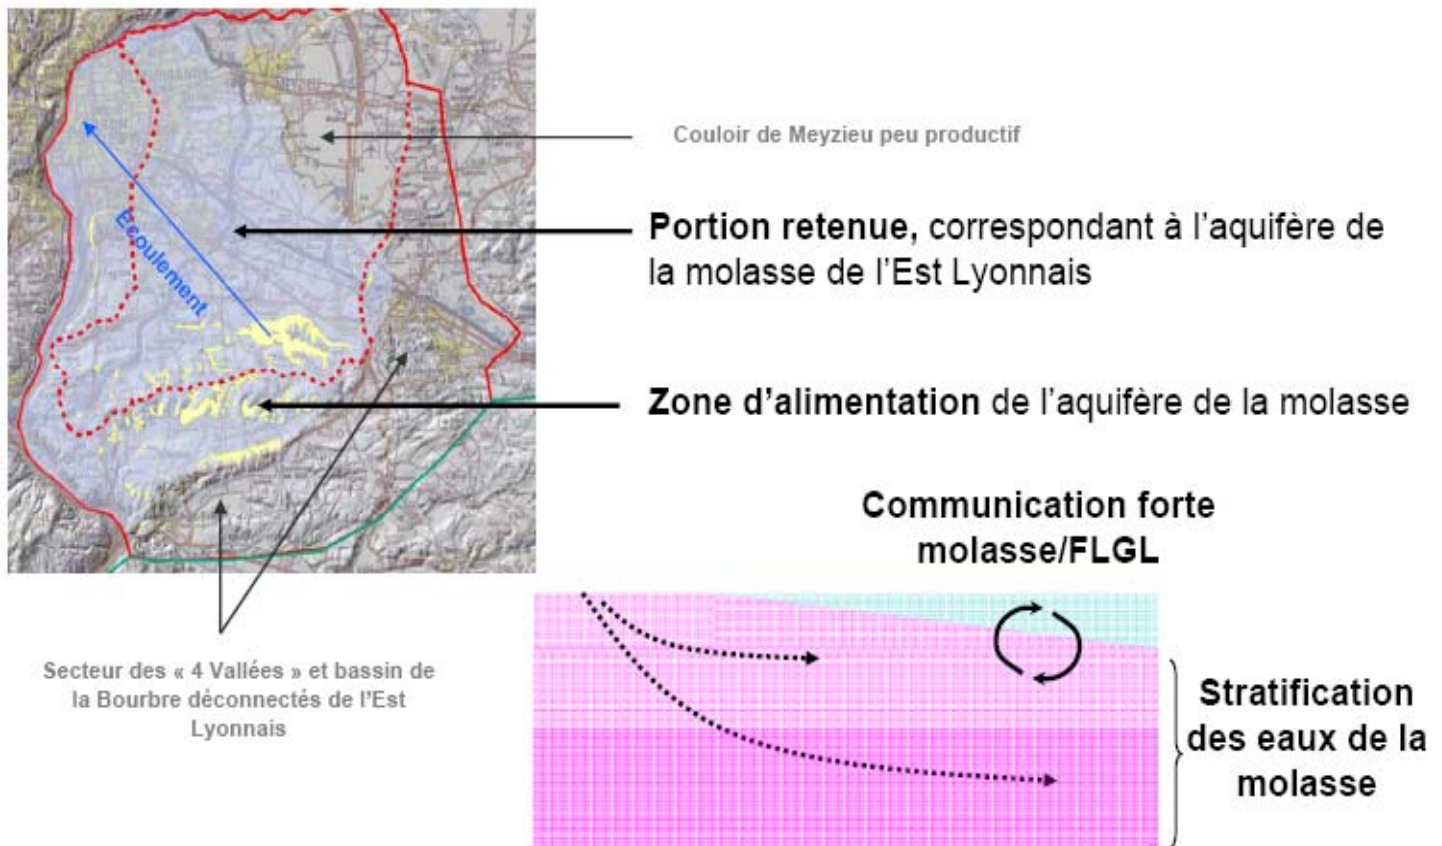 Ecoulement
Couloir de Meyzieu peu productif
Portion retenue, correspondant à l'aquifère de
la molasse de l'Est Lyonnais
Zone d'alimentation de l'aquifère de la molasse
Communication forte
molasse/FLGL
Secteur des « 4 Vallées » et bassin de
la Bourbre déconnectés de l'Est
Lyonnais
Stratification
des eaux de la
molasse